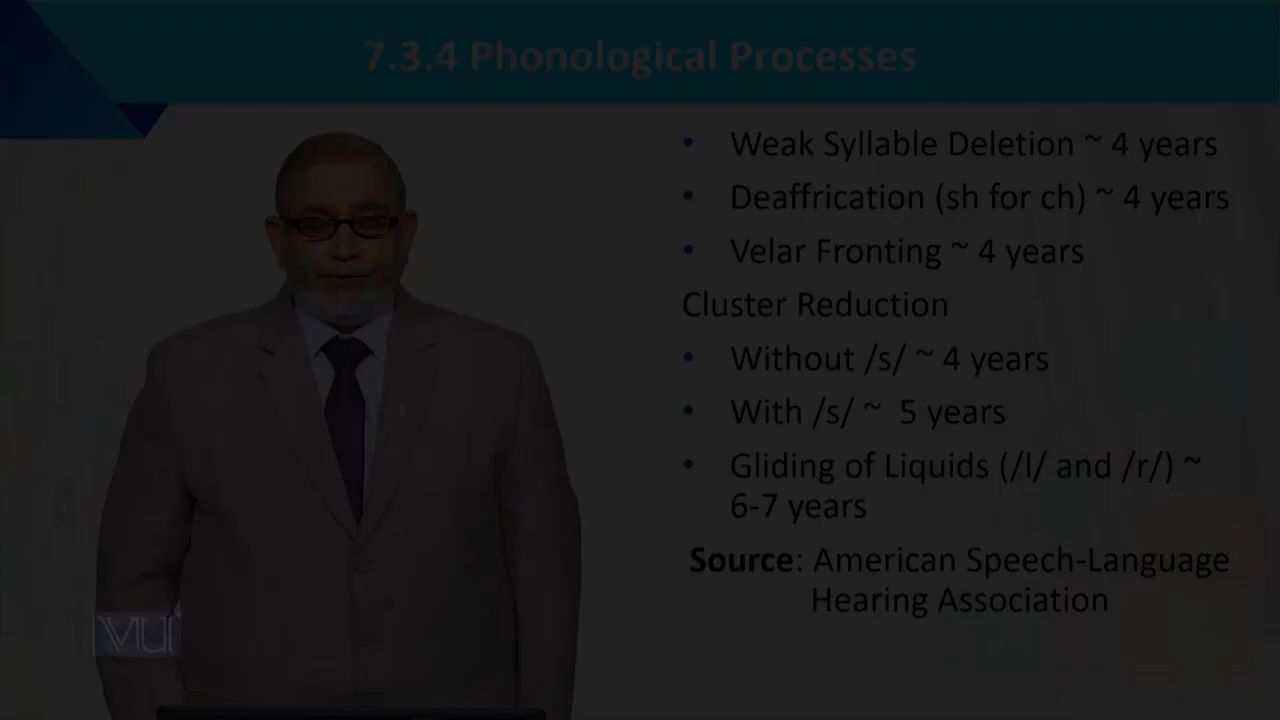 7.3.4 Phonological Processes
• Weak Syllable Deletion ~ 4 years
• Deaffrication (sh for ch) ~ 4 years
• Velar Fronting ~ 4 years
Cluster Reduction
• Without /s/ ~ 4 years
• With /s/ ~ 5 years
• Gliding of Liquids (/l/ and /r/) ~
6-7 years
Source: American Speech-Language
Hearing Association
VU